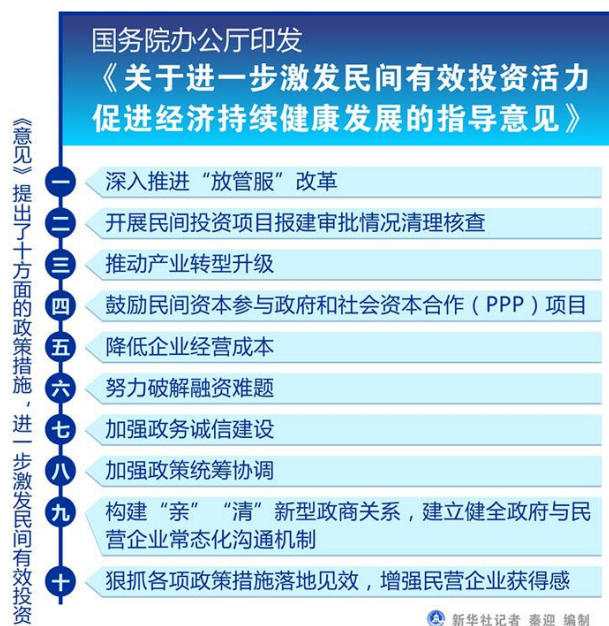 国务院办公厅印发
《关于进一步激发民间有效投资活力
促进经济持续健康发展的指导意见》
《意见》提出了十方面的政策措施，进一步激发民间有效投资
一 深入推进“放管服”改革
二 开展民间投资项目报建审批情况清理核查
三 推动产业转型升级
四 鼓励民间资本参与政府和社会资本合作（PPP）项目
五 降低企业经营成本
六 努力破解融资难题
七 加强政务诚信建设
八 加强政策统筹协调
九 构建“亲”“清”新型政商关系，建立健全政府与民
营企业常态化沟通机制
十 狠抓各项政策措施落地见效，增强民营企业获得感
新华社记者 秦迎 编制